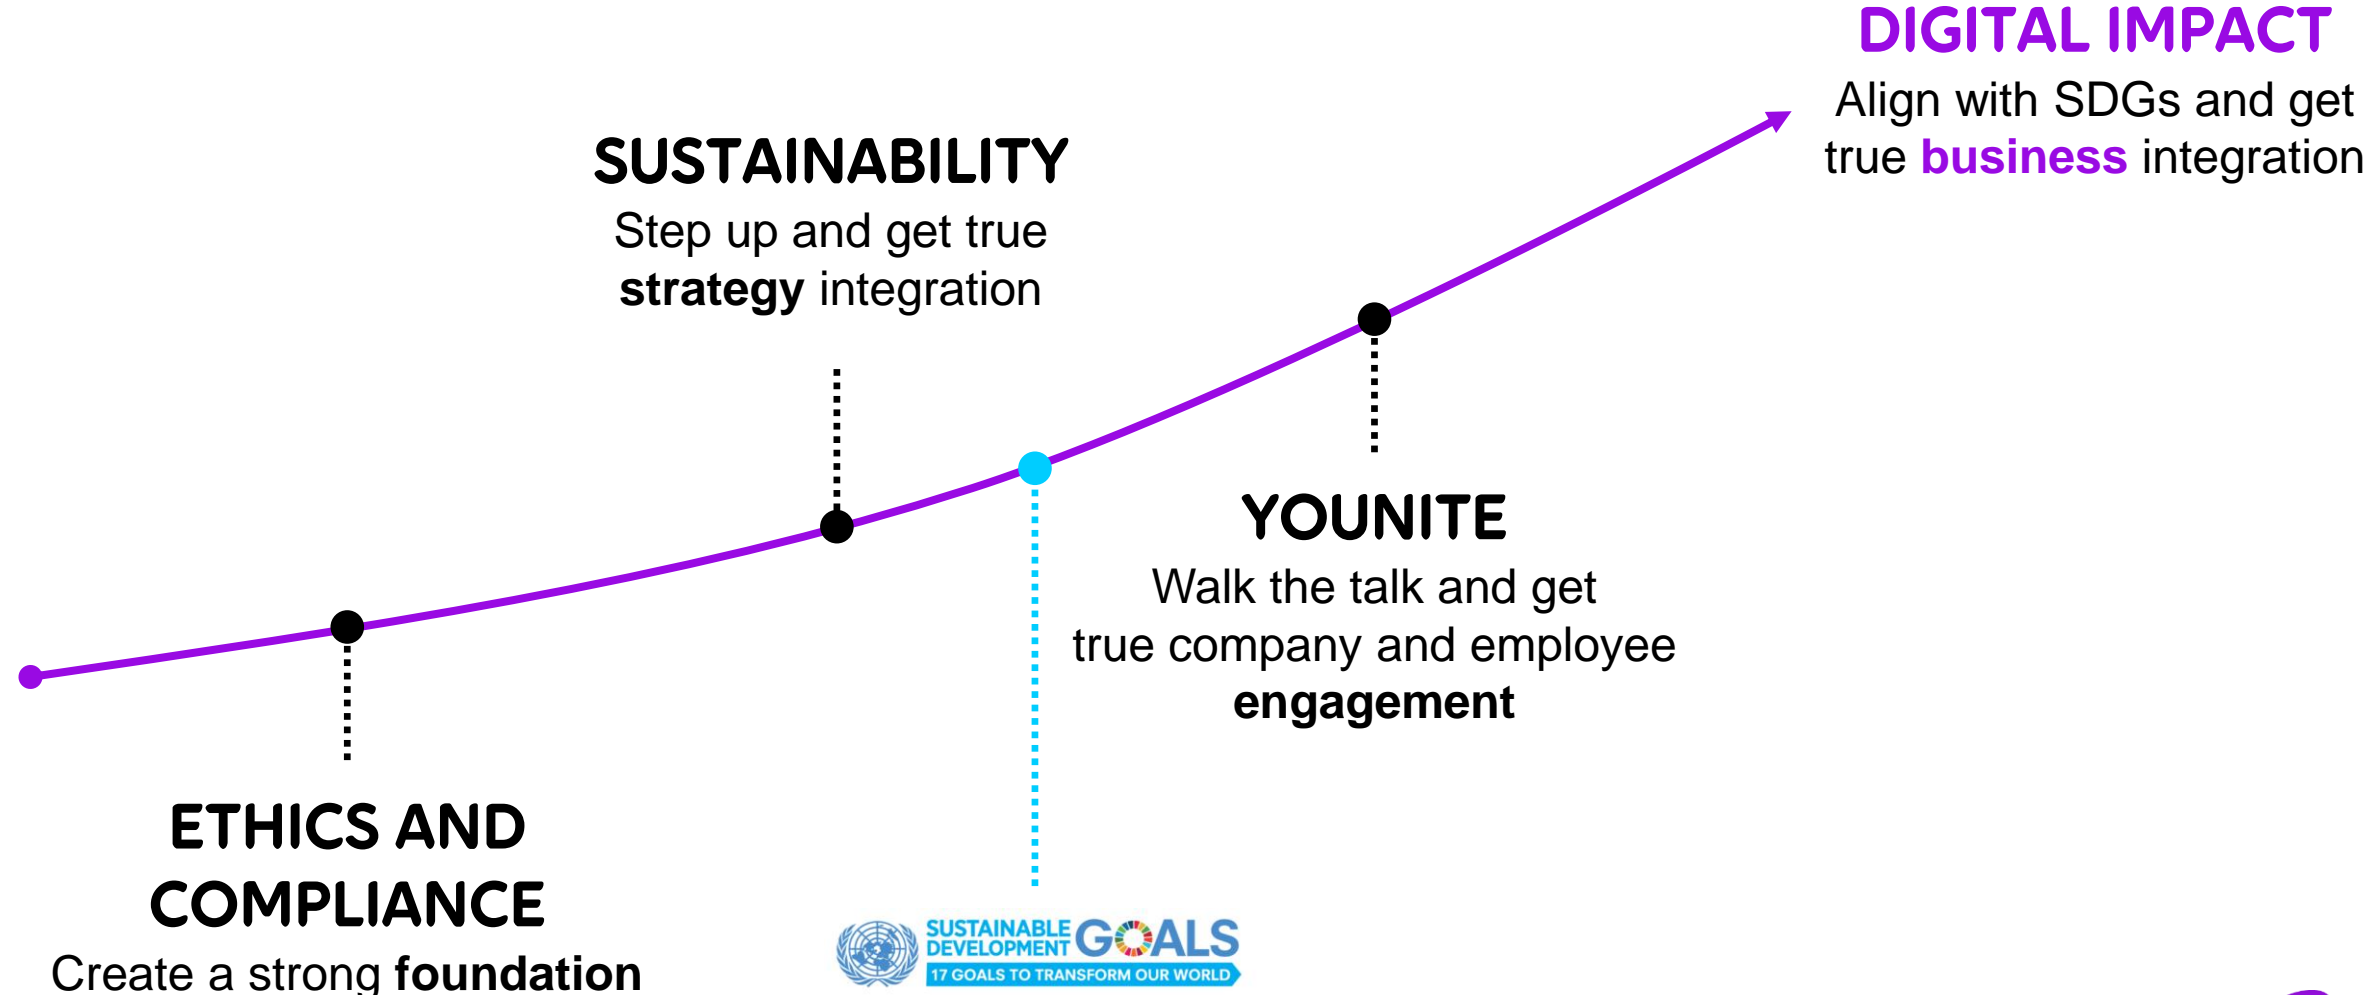 DIGITAL IMPACT
Align with SDGs and get
true business integration
SUSTAINABILITY
Step up and get true
strategy integration
YOUNITE
Walk the talk and get
true company and employee
engagement
ETHICS AND
COMPLIANCE
Create a strong foundation
SUSTAINABLE
DEVELOPMENT GOALS
17 GOALS TO TRANSFORM OUR WORLD